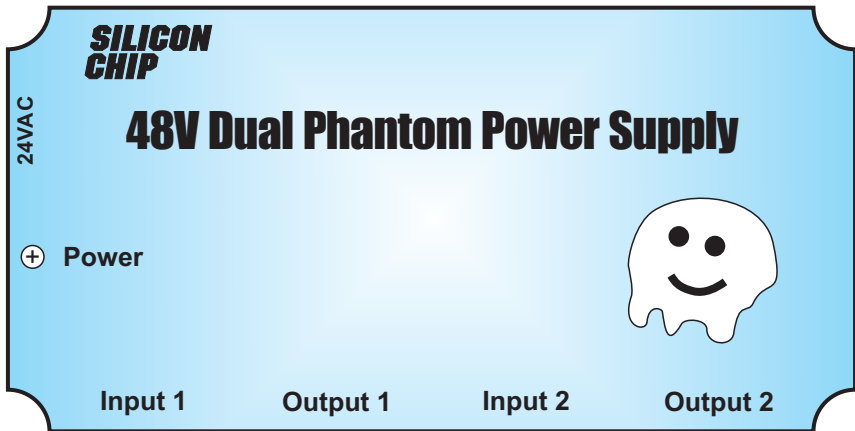 SILICON
CHIP
24VAC
48V Dual Phantom Power Supply
Power
Input 1 Output 1 Input 2 Output 2